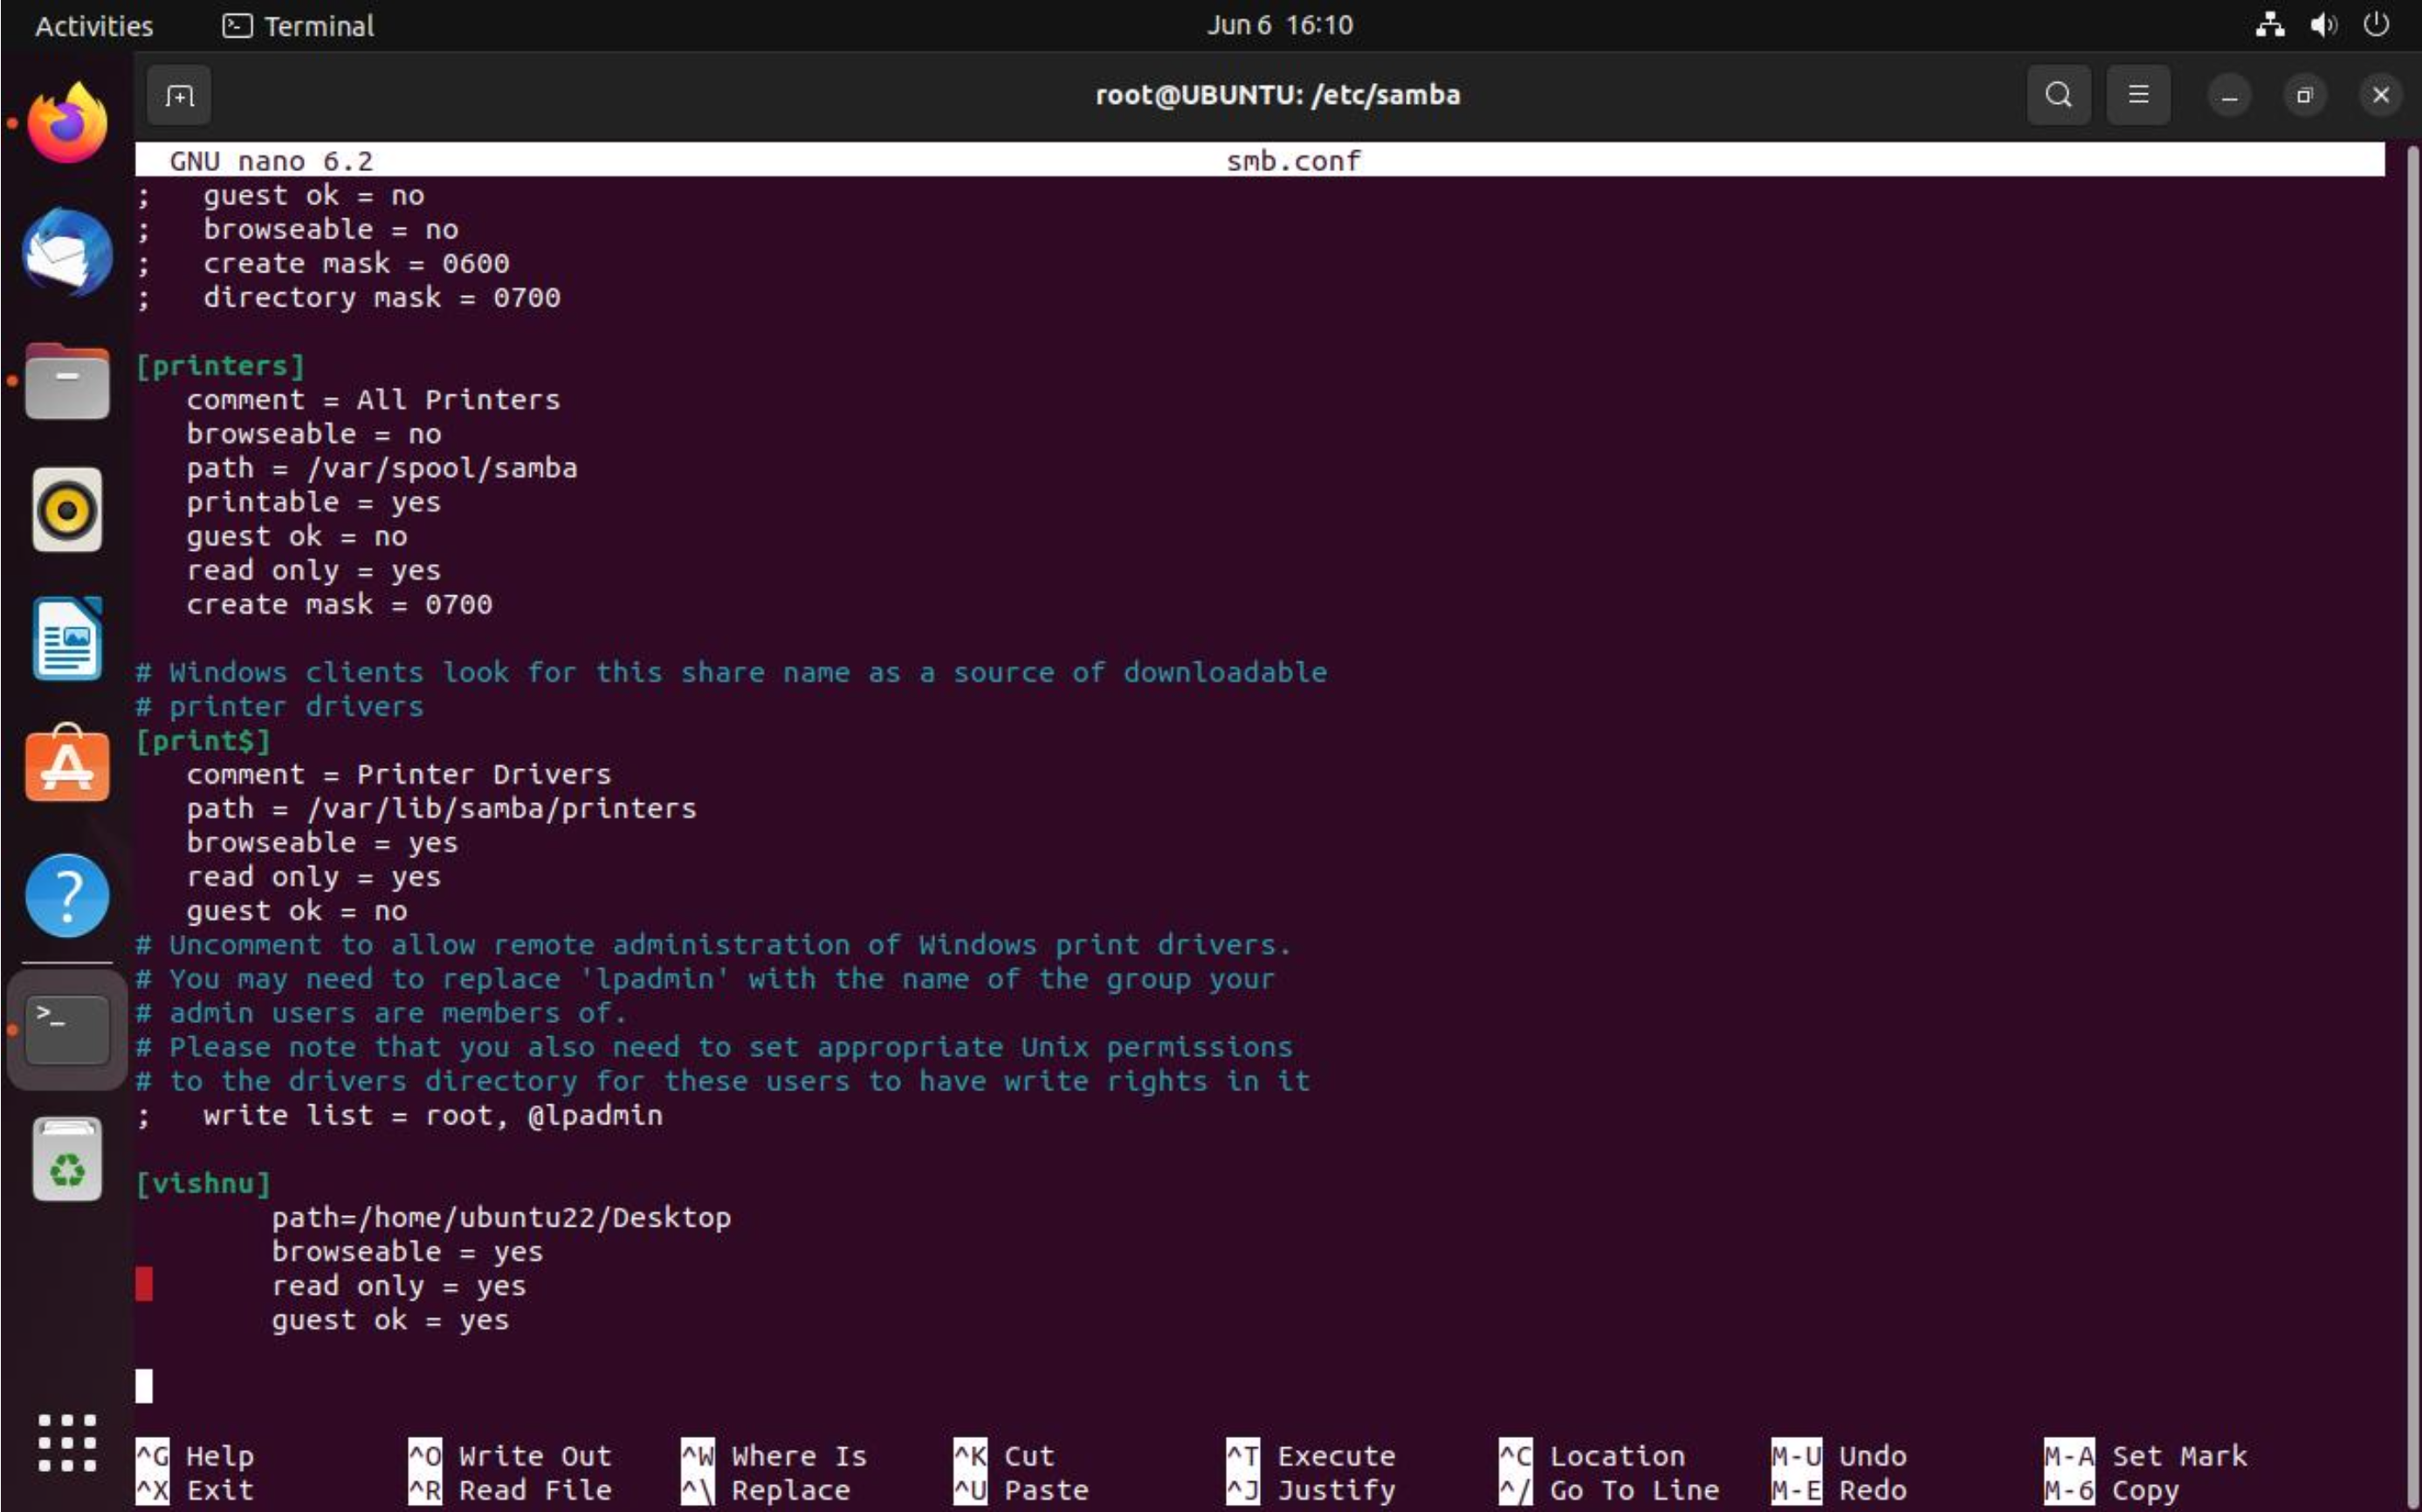 Activities Terminal Jun 6 16:10
root@UBUNTU: /etc/samba
GNU nano 6.2 smb.conf
;   guest ok = no
;   browseable = no
;   create mask = 0600
;   directory mask = 0700
[printers]
   comment = All Printers
   browseable = no
   path = /var/spool/samba
   printable = yes
   guest ok = no
   read only = yes
   create mask = 0700
# Windows clients look for this share name as a source of downloadable
# printer drivers
[print$]
   comment = Printer Drivers
   path = /var/lib/samba/printers
   browseable = yes
   read only = yes
   guest ok = no
# Uncomment to allow remote administration of Windows print drivers.
# You may need to replace 'lpadmin' with the name of the group your
# admin users are members of.
# Please note that you also need to set appropriate Unix permissions
# to the drivers directory for these users to have write rights in it
;   write list = root, @lpadmin
[vishnu]
        path=/home/ubuntu22/Desktop
        browseable = yes
        read only = yes
        guest ok = yes
^G Help ^O Write Out ^W Where Is ^K Cut ^T Execute ^C Location M-U Undo M-A Set Mark
^X Exit ^R Read File ^\ Replace ^U Paste ^J Justify ^/ Go To Line M-E Redo M-6 Copy